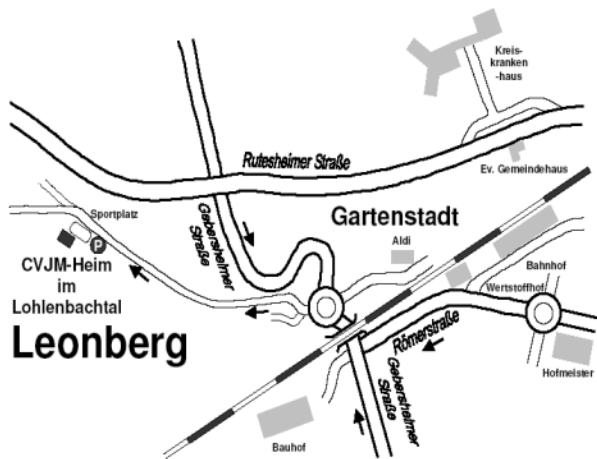 Kreis-
kranken
-haus
Rutesheimer Straße
Ev. Gemeindehaus
Sportplatz
P
Gebersheimer
Straße
Gartenstadt
Aldi
CVJM-Heim
im
Lohlenbachtal
Bahnhof
Wertstoffhof
Leonberg
Römerstraße
Gebersheimer
Straße
Hofmeister
Bauhof